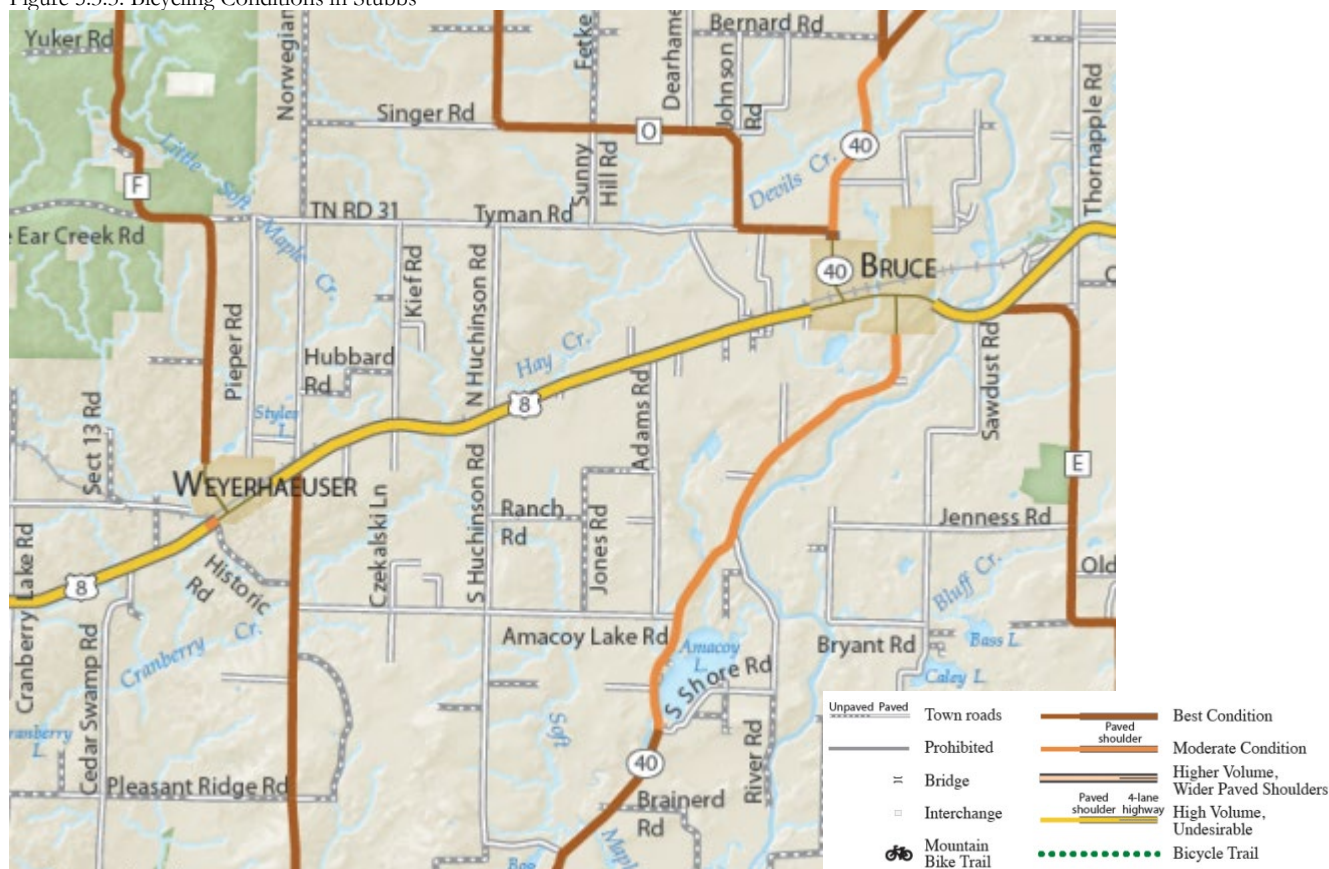 Figure 3.3.3: Bicycling Conditions in Stubbs
Yuker Rd
Norwegian
Fetke
Dearhame
Bernard Rd
Johnson
Rd
Thornapple Rd
Singer Rd
O
40
Little
Soft
Maple
Cr.
Sunny
Hill Rd
Devils Cr.
F
TN RD 31
Tyman Rd
e Ear Creek Rd
Kief Rd
N Huchinson Rd
40
BRUCE
Pieper Rd
Hubbard
Rd
Hay Cr.
8
Adams Rd
Sawdust Rd
Sect 13 Rd
Styles
L.
E
WEYERHAEUSER
Ranch
Rd
Jones Rd
Jenness Rd
Cranberry Lake Rd
8
Historic
Rd
Czekalski Ln
S Huchinson Rd
Bluff Cr.
Old
Amacoy Lake Rd
Amacoy
L.
Bryant Rd
Bass L.
Cedar Swamp Rd
Cranberry Cr.
S Shore Rd
Caley L.
ranberry
L.
Soft
Maple
40
River Rd
Pleasant Ridge Rd
Brainerd
Rd
Unpaved Paved
Town roads
Prohibited
Bridge
Interchange
Mountain
Bike Trail
Best Condition
Paved
shoulder
Moderate Condition
Higher Volume,
Wider Paved Shoulders
Paved
shoulder
4-lane
highway
High Volume,
Undesirable
Bicycle Trail